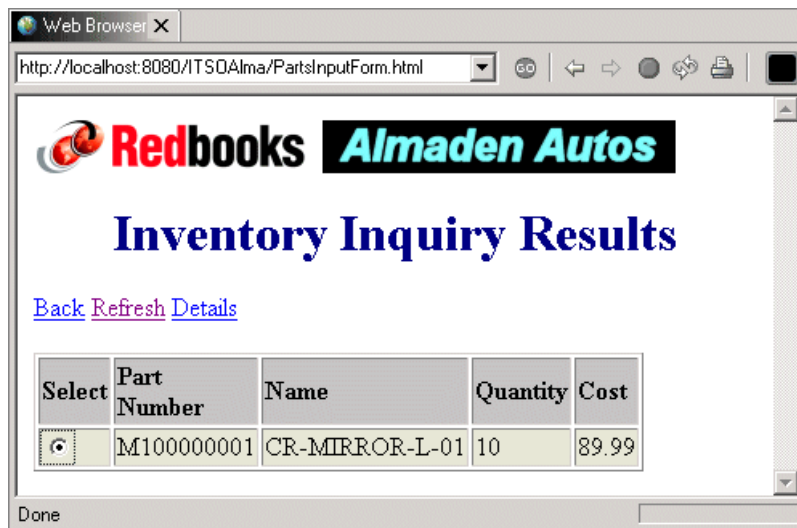 Web Browser
http://localhost:8080/ITSOAlma/PartsInputForm.html GO
Redbooks Almaden Autos
Inventory Inquiry Results
Back Refresh Details
Select Part Number Name Quantity Cost
M100000001 CR-MIRROR-L-01 10 89.99
Done